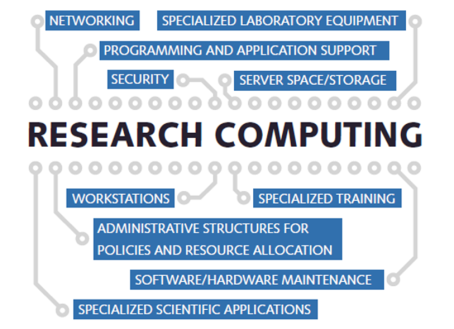 NETWORKING
SPECIALIZED LABORATORY EQUIPMENT
PROGRAMMING AND APPLICATION SUPPORT
SECURITY
SERVER SPACE/STORAGE
RESEARCH COMPUTING
WORKSTATIONS
SPECIALIZED TRAINING
ADMINISTRATIVE STRUCTURES FOR
POLICIES AND RESOURCE ALLOCATION
SOFTWARE/HARDWARE MAINTENANCE
SPECIALIZED SCIENTIFIC APPLICATIONS